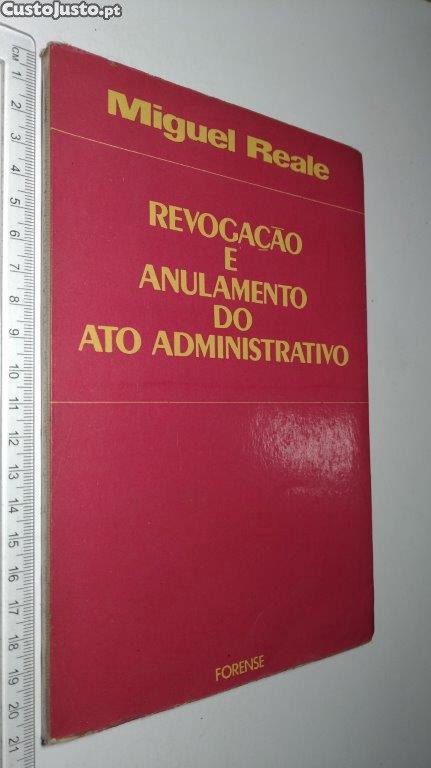 CustoJusto.pt
Miguel Reale
REVOGAÇÃO
E
ANULAMENTO
DO
ATO ADMINISTRATIVO
FORENSE
CM
1
2
3
4
5
6
7
8
9
10
11
12
13
14
15
16
17
18
19
20
21